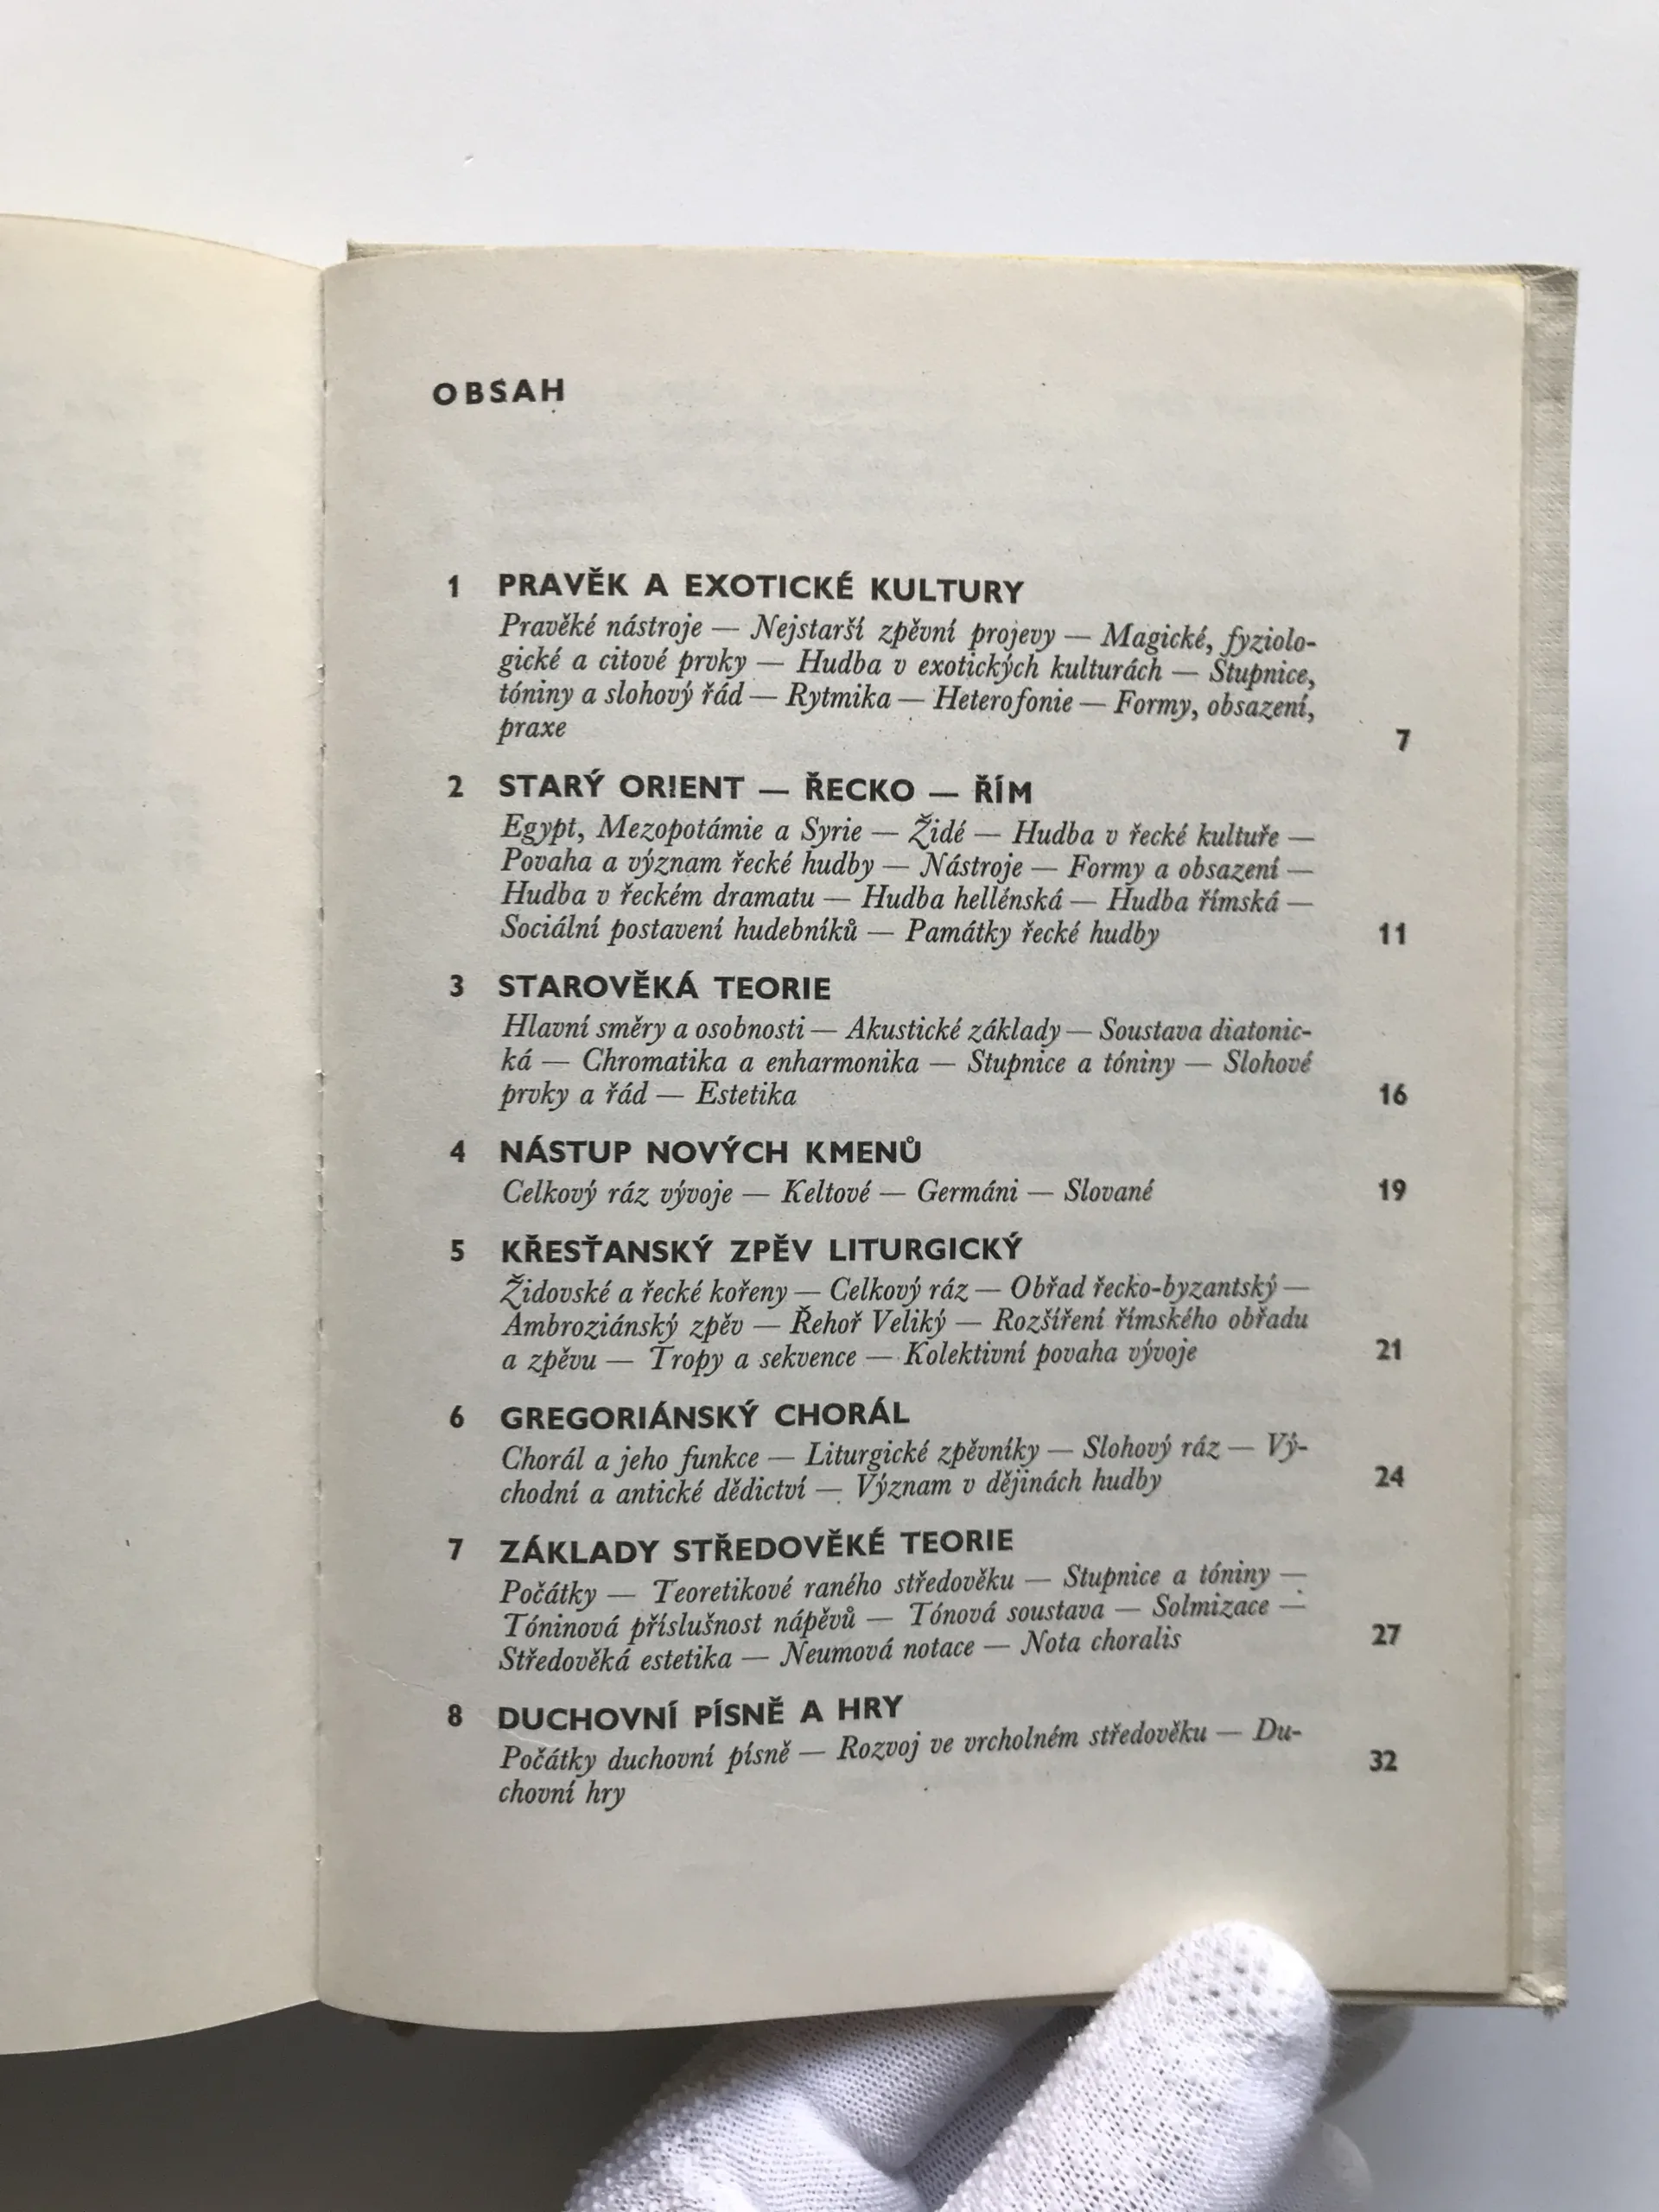 OBSAH
1 PRAVĚK A EXOTICKÉ KULTURY
Pravěké nástroje — Nejstarší zpěvní projevy — Magické, fyziolo-
gické a citové prvky — Hudba v exotických kulturách — Stupnice,
tóniny a slohový řád — Rytmika — Heterofonie — Formy, obsazení,
praxe 7
2 STARÝ ORIENT — ŘECKO — ŘÍM
Egypt, Mezopotámie a Syrie — Židé — Hudba v řecké kultuře —
Povaha a význam řecké hudby — Nástroje — Formy a obsazení —
Hudba v řeckém dramatu — Hudba hellénská — Hudba římská —
Sociální postavení hudebníků — Památky řecké hudby 11
3 STAROVĚKÁ TEORIE
Hlavní směry a osobnosti — Akustické základy — Soustava diatonic-
ká — Chromatika a enharmonika — Stupnice a tóniny — Slohové
prvky a řád — Estetika 16
4 NÁSTUP NOVÝCH KMENŮ
Celkový ráz vývoje — Keltové — Germáni — Slované 19
5 KŘESŤANSKÝ ZPĚV LITURGICKÝ
Židovské a řecké kořeny — Celkový ráz — Obřad řecko-byzantský —
Ambroziánský zpěv — Řehoř Veliký — Rozšíření římského obřadu
a zpěvu — Tropy a sekvence — Kolektivní povaha vývoje 21
6 GREGORIÁNSKÝ CHORÁL
Chorál a jeho funkce — Liturgické zpěvníky — Slohový ráz — Vý-
chodní a antické dědictví — Význam v dějinách hudby 24
7 ZÁKLADY STŘEDOVĚKÉ TEORIE
Počátky — Teoretikové raného středověku — Stupnice a tóniny —
Tóninová příslušnost nápěvů — Tónová soustava — Solmizace —
Středověká estetika — Neumová notace — Nota choralis 27
8 DUCHOVNÍ PÍSNĚ A HRY
Počátky duchovní písně — Rozvoj ve vrcholném středověku — Du-
chovní hry 32